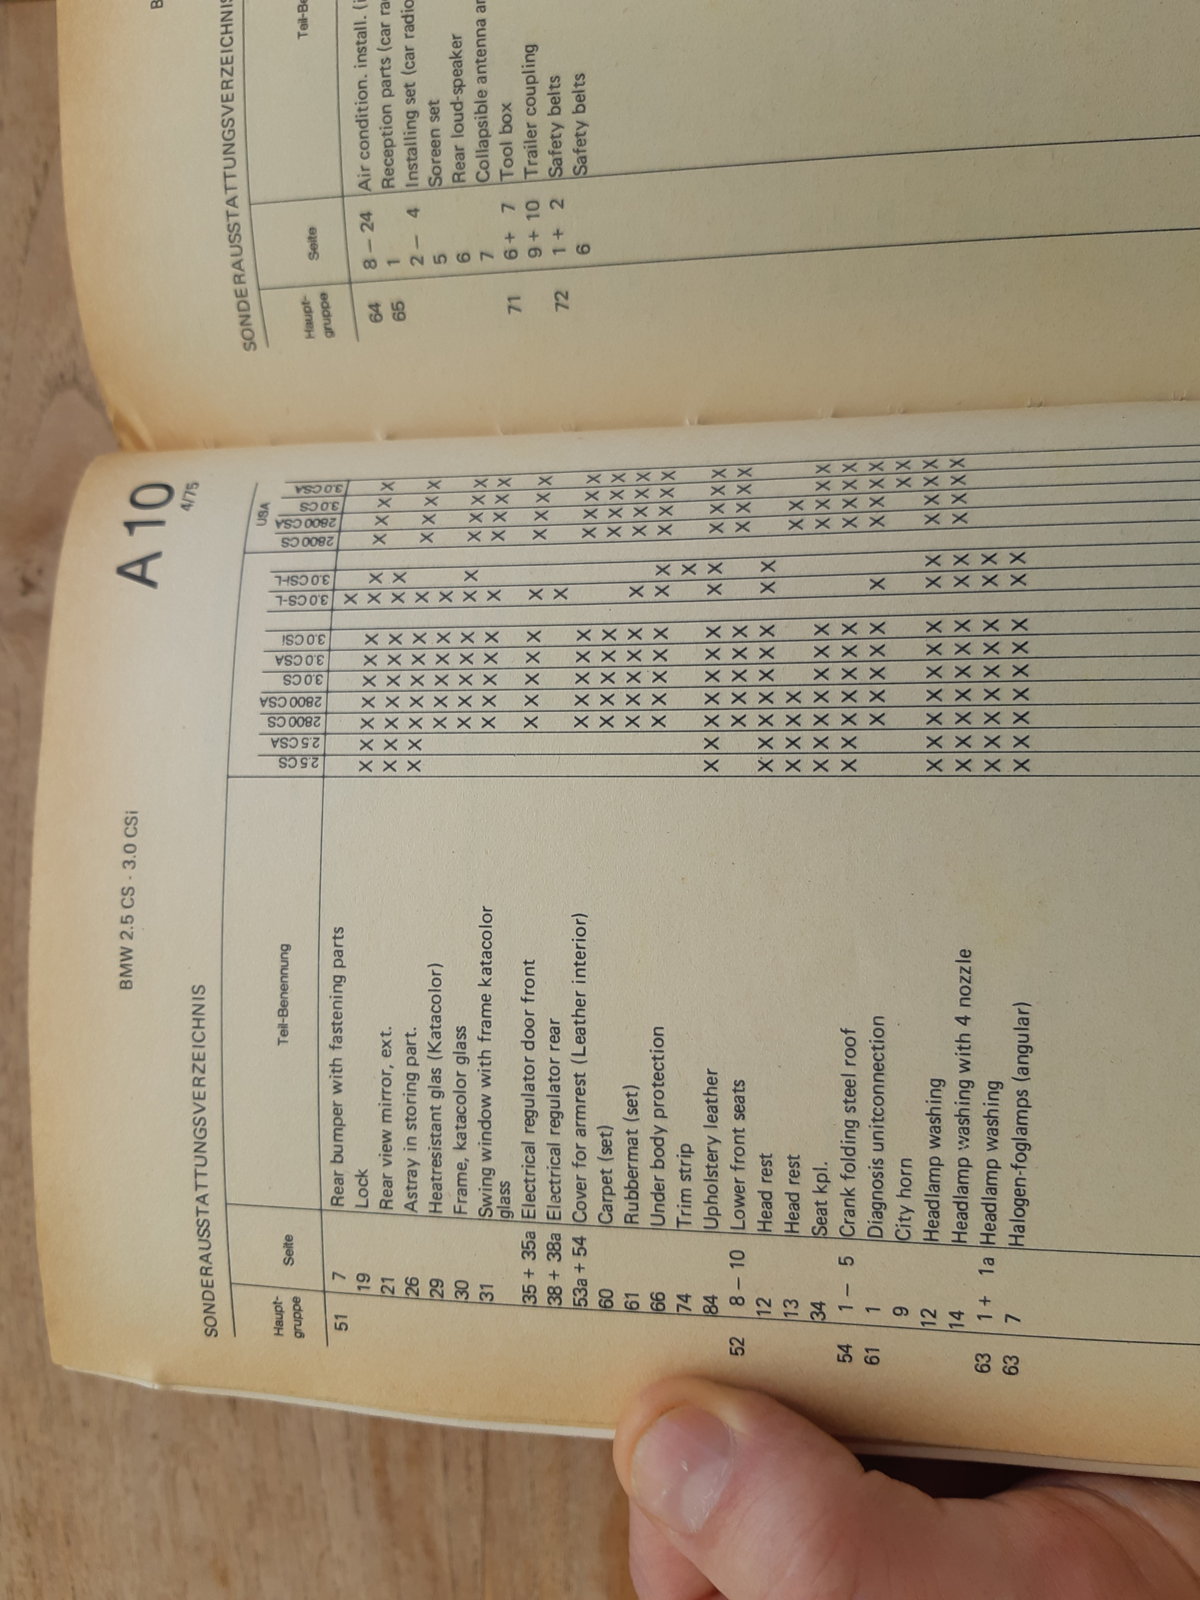 BMW 2.5 CS · 3.0 CSi
A 10
4/75
SONDERAUSSTATTUNGSVERZEICHNIS
Haupt-gruppe Seite Teil-Benennung 2.5 CS 2.5 CSA 2800 CS 2800 CSA 3.0 CS 3.0 CSA 3.0 CSi 3.0 CS-L 3.0 CSi-L USA 2800 CS 2800 CSA 3.0 CS 3.0 CSA
51 7 Rear bumper with fastening parts X
19 Lock X X X X X X X X X X X X X
21 Rear view mirror, ext. X X X X X X X X X
26 Astray in storing part. X X X X X X X X X X X X
29 Heatresistant glas (Katacolor) X X X X X X
30 Frame, katacolor glass X X X X X X X X X X X
31 Swing window with frame katacolor X X X X X X X X X X
glass
35 + 35a Electrical regulator door front X X X X X X X X X X
38 + 38a Electrical regulator rear X
53a + 54 Cover for armrest (Leather interior) X X X X X X X X X
60 Carpet (set) X X X X X X X X X
61 Rubbermat (set) X X X X X X X X X X
66 Under body protection X X X X X X X X X X X
74 Trim strip X
84 Upholstery leather X X X X X X X X X X X X X
52 8 – 10 Lower front seats X X X X X X X X X
12 Head rest X X X X X X X X X
13 Head rest X X X X X X
34 Seat kpl. X X X X X X X X X X X
54 1 – 5 Crank folding steel roof X X X X X X X X X X X
61 1 Diagnosis unitconnection X X X X X X X X X X
9 City horn X X
12 Headlamp washing X X X X X X X X X X X X X
14 Headlamp washing with 4 nozzle X X X X X X X X X X X X X
63 1 + 1a Headlamp washing X X X X X X X X X
63 7 Halogen-foglamps (angular) X X X X X X X X X
B
SONDERAUSSTATTUNGSVERZEICHNIS
Haupt-gruppe Seite Teil-Be
64 8 – 24 Air condition. install. (i
65 1 Reception parts (car ra
2 – 4 Installing set (car radio
5 Soreen set
6 Rear loud-speaker
7 Collapsible antenna ar
71 6 + 7 Tool box
9 + 10 Trailer coupling
72 1 + 2 Safety belts
6 Safety belts